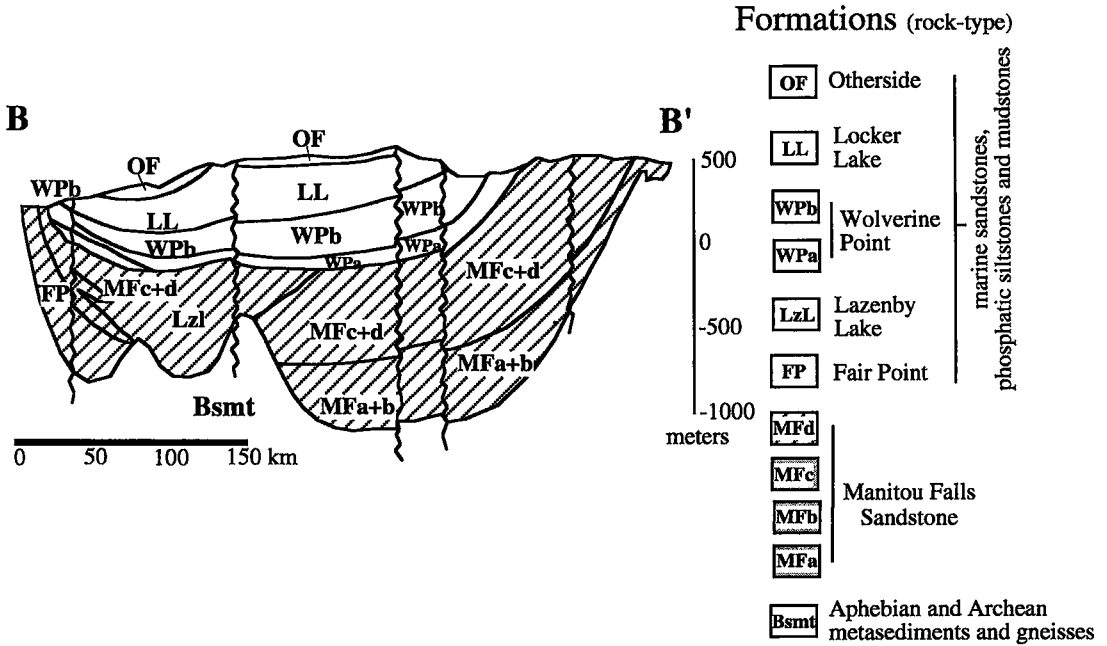 Formations (rock-type)
B
B'
OF
OF
WPb
LL
LL
WPb
WPb
WPb
WPa
WPa
FP
MFc+d
Lzl
MFc+d
MFc+d
MFa+b
MFa+b
Bsmt
0 50 100 150 km
500
0
-500
-1000
meters
OF Otherside
LL Locker
Lake
WPb
WPa
Wolverine
Point
LzL Lazenby
Lake
FP Fair Point
marine sandstones,
phosphatic siltstones and mudstones
MFd
MFc
MFb
MFa
Manitou Falls
Sandstone
Bsmt Aphebian and Archean
metasediments and gneisses